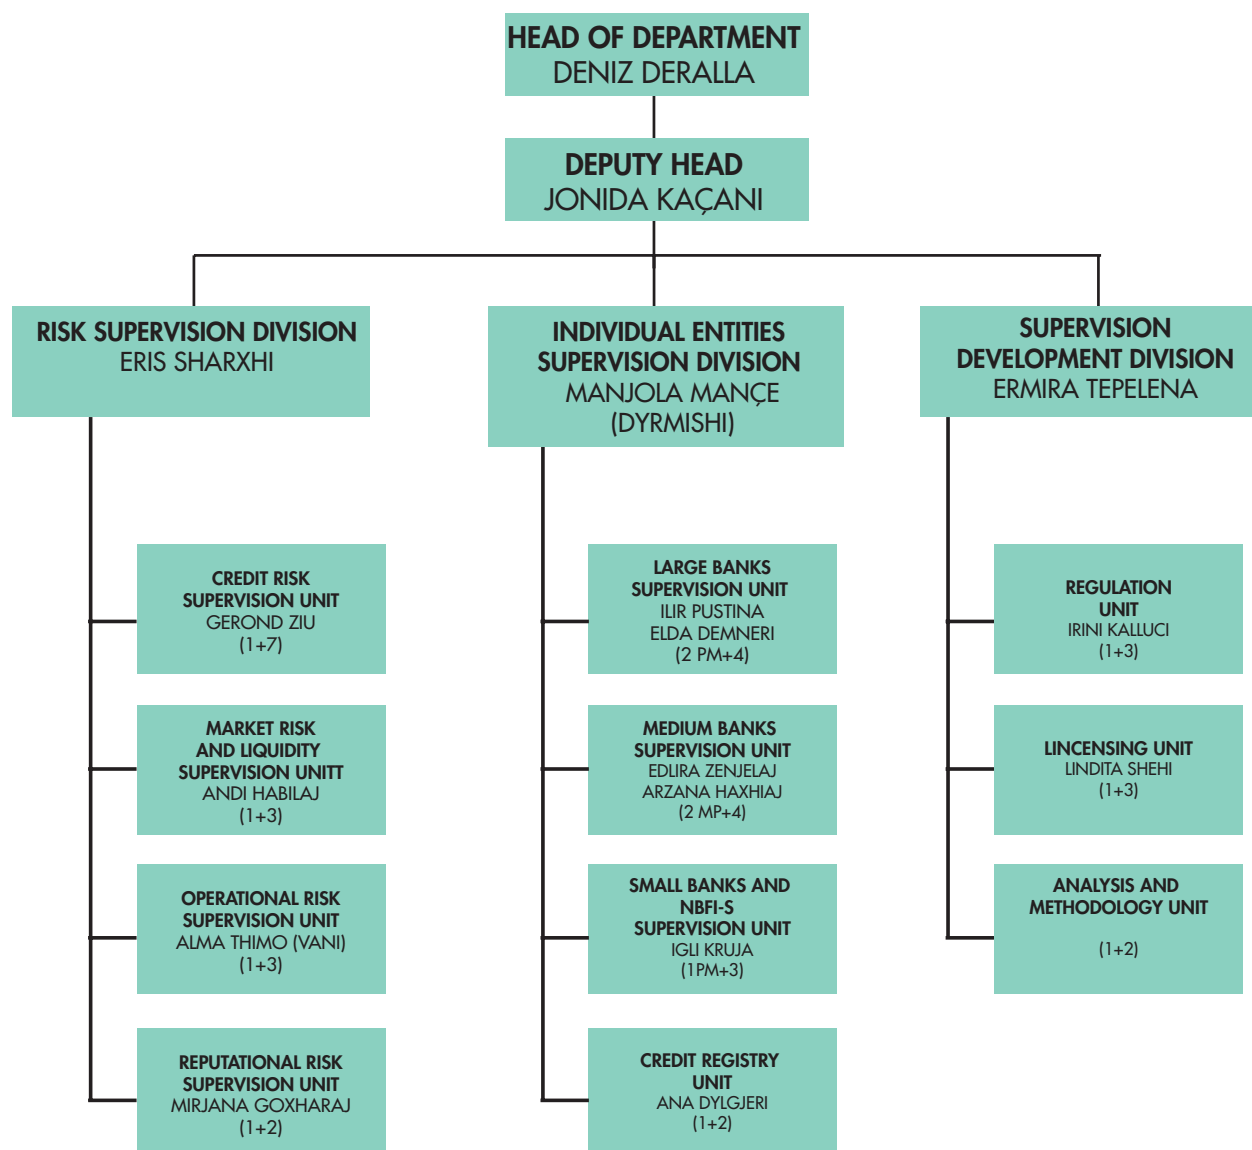 HEAD OF DEPARTMENT
DENIZ DERALLA
DEPUTY HEAD
JONIDA KAÇANI
RISK SUPERVISION DIVISION
ERIS SHARXHI
INDIVIDUAL ENTITIES
SUPERVISION DIVISION
MANJOLA MANÇE
(DYRMISHI)
SUPERVISION
DEVELOPMENT DIVISION
ERMIRA TEPELENA
CREDIT RISK
SUPERVISION UNIT
GEROND ZIU
(1+7)
MARKET RISK
AND LIQUIDITY
SUPERVISION UNITT
ANDI HABILAJ
(1+3)
OPERATIONAL RISK
SUPERVISION UNIT
ALMA THIMO (VANI)
(1+3)
REPUTATIONAL RISK
SUPERVISION UNIT
MIRJANA GOXHARAJ
(1+2)
LARGE BANKS
SUPERVISION UNIT
ILIR PUSTINA
ELDA DEMNERI
(2 PM+4)
MEDIUM BANKS
SUPERVISION UNIT
EDLIRA ZENJELAJ
ARZANA HAXHIAJ
(2 MP+4)
SMALL BANKS AND
NBFI-S
SUPERVISION UNIT
IGLI KRUJA
(1PM+3)
CREDIT REGISTRY
UNIT
ANA DYLGJERI
(1+2)
REGULATION
UNIT
IRINI KALLUCI
(1+3)
LINCENSING UNIT
LINDITA SHEHI
(1+3)
ANALYSIS AND
METHODOLOGY UNIT
(1+2)